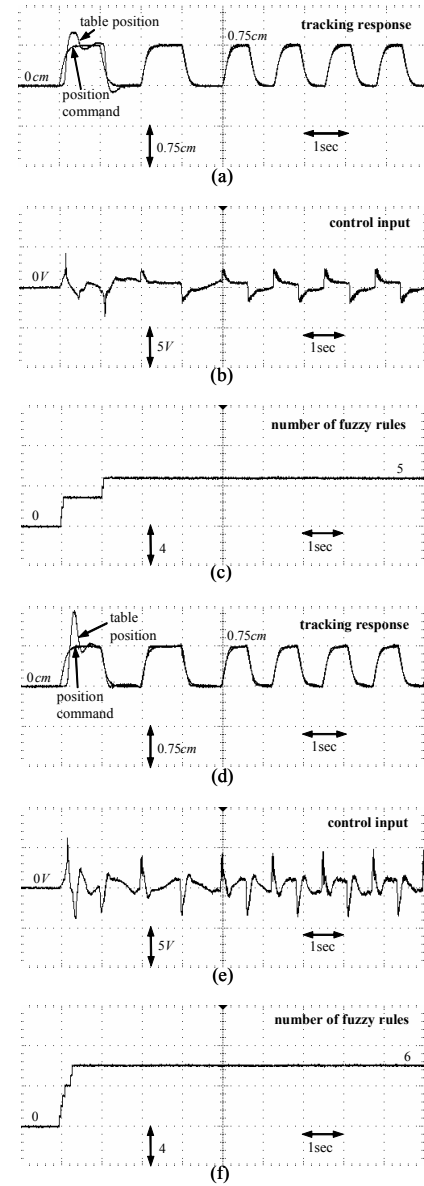 tracking response
table
position
0.75cm
0cm
position
command
0.75cm
1sec
(a)
control input
0V
5V
1sec
(b)
number of fuzzy rules
5
0
4
1sec
(c)
tracking response
table
position
0.75cm
0cm
position
command
0.75cm
1sec
(d)
control input
0V
5V
1sec
(e)
number of fuzzy rules
6
0
4
1sec
(f)